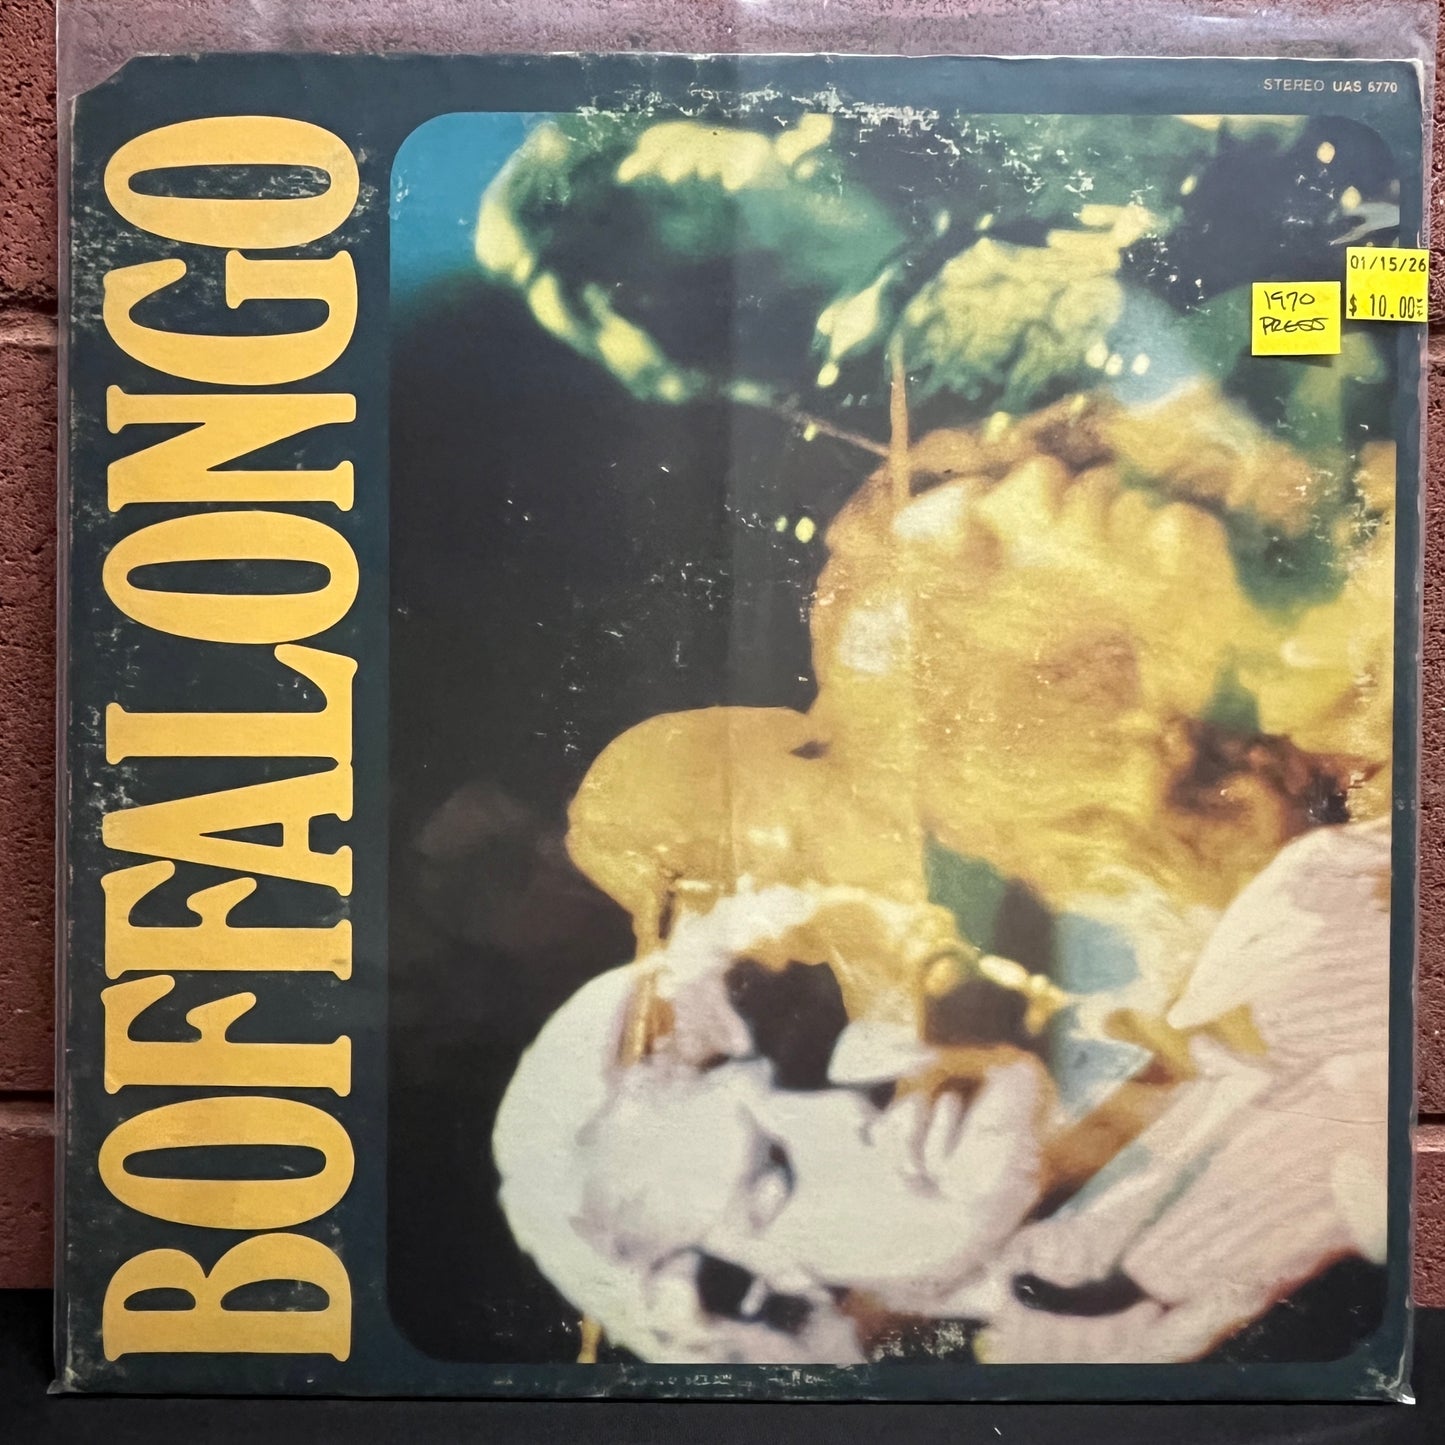 BOFFALONGO
STEREO UAS 6770
01/15/26
$ 10.00
1970
PRESS